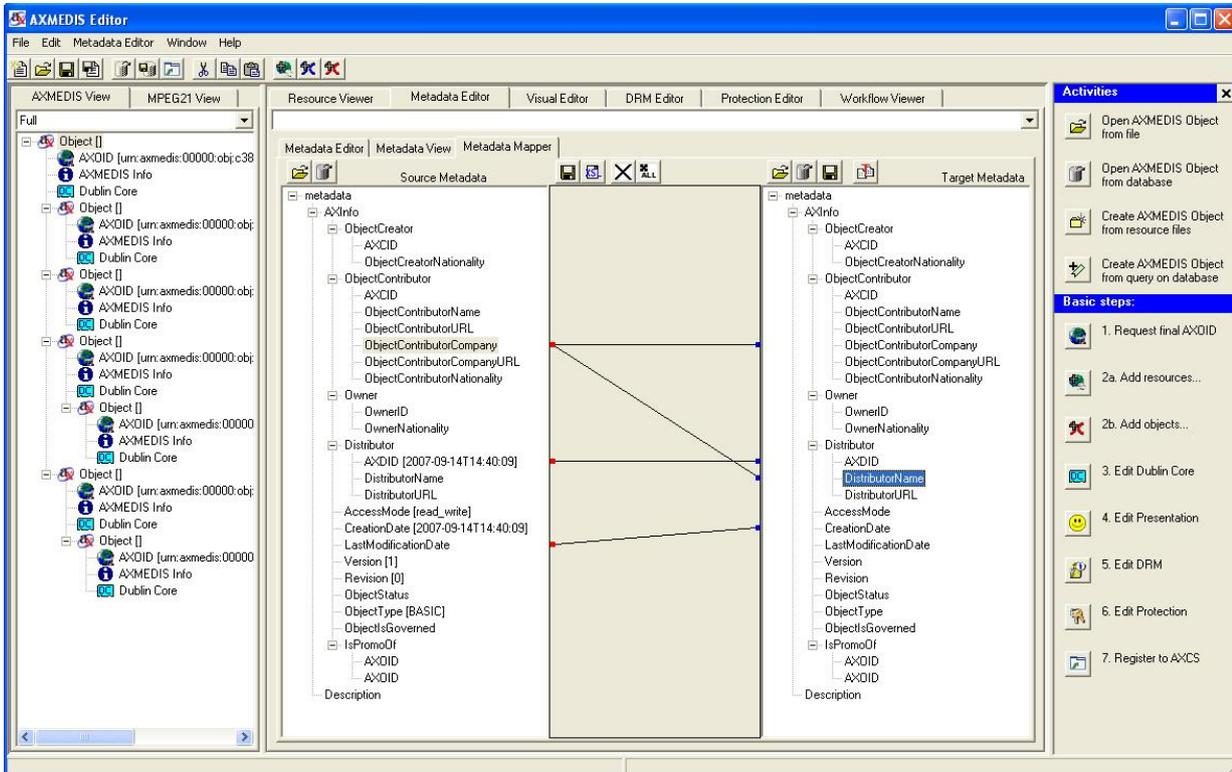 AXMEDIS Editor
File Edit Metadata Editor Window Help
AXMEDIS View MPEG21 View
Full
Object []
AXOID [urn:axmedis:00000:obj:c38
AXMEDIS Info
Dublin Core
Object []
AXOID [urn:axmedis:00000:obj:
AXMEDIS Info
Dublin Core
Object []
AXOID [urn:axmedis:00000:obj:
AXMEDIS Info
Dublin Core
Object []
AXOID [urn:axmedis:00000:obj:
AXMEDIS Info
Dublin Core
Object []
AXOID [urn:axmedis:00000
AXMEDIS Info
Dublin Core
Object []
AXOID [urn:axmedis:00000:obj:
AXMEDIS Info
Dublin Core
Object []
AXOID [urn:axmedis:00000
AXMEDIS Info
Dublin Core
Resource Viewer Metadata Editor Visual Editor DRM Editor Protection Editor Workflow Viewer
Metadata Editor Metadata View Metadata Mapper
Source Metadata
ALL
Target Metadata
metadata
AXInfo
ObjectCreator
AXCID
ObjectCreatorNationality
ObjectContributor
AXCID
ObjectContributorName
ObjectContributorURL
ObjectContributorCompany
ObjectContributorCompanyURL
ObjectContributorNationality
Owner
OwnerID
OwnerNationality
Distributor
AXDID [2007-09-14T14:40:09]
DistributorName
DistributorURL
AccessMode [read_write]
CreationDate [2007-09-14T14:40:09]
LastModificationDate
Version [1]
Revision [0]
ObjectStatus
ObjectType [BASIC]
ObjectIsGoverned
IsPromoOf
AXOID
AXOID
Description
metadata
AXInfo
ObjectCreator
AXCID
ObjectCreatorNationality
ObjectContributor
AXCID
ObjectContributorName
ObjectContributorURL
ObjectContributorCompany
ObjectContributorCompanyURL
ObjectContributorNationality
Owner
OwnerID
OwnerNationality
Distributor
AXDID
DistributorName
DistributorURL
AccessMode
CreationDate
LastModificationDate
Version
Revision
ObjectStatus
ObjectType
ObjectIsGoverned
IsPromoOf
AXOID
AXOID
Description
Activities
Open AXMEDIS Object
from file
Open AXMEDIS Object
from database
Create AXMEDIS Object
from resource files
Create AXMEDIS Object
from query on database
Basic steps:
1. Request final AXOID
2a. Add resources...
2b. Add objects...
3. Edit Dublin Core
4. Edit Presentation
5. Edit DRM
6. Edit Protection
7. Register to AXCS